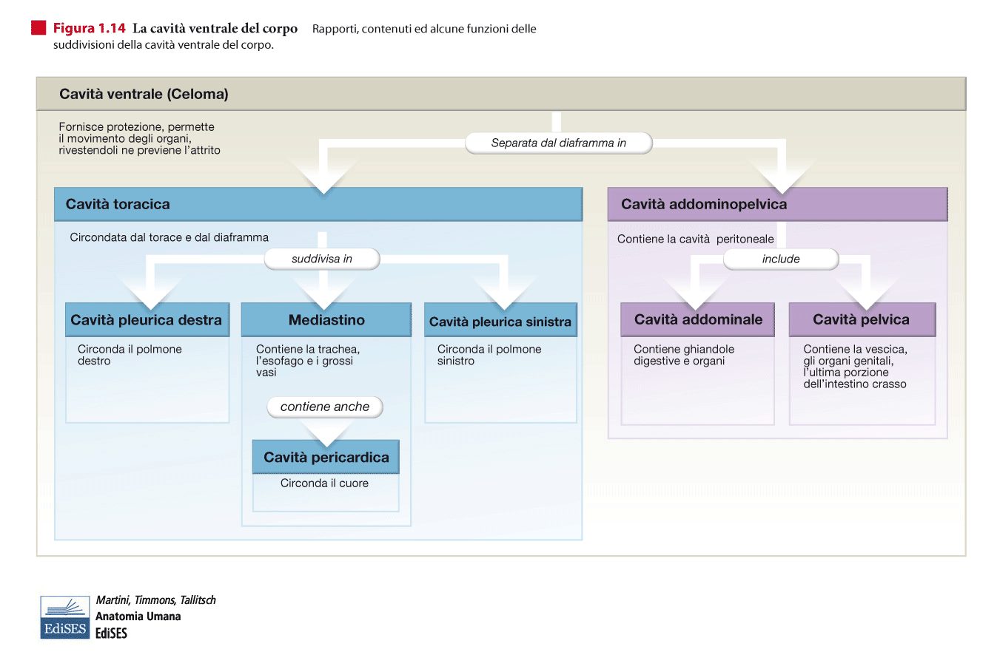 Figura 1.14 La cavità ventrale del corpo Rapporti, contenuti ed alcune funzioni delle
suddivisioni della cavità ventrale del corpo.
Cavità ventrale (Celoma)
Fornisce protezione, permette
il movimento degli organi,
rivestendoli ne previene l'attrito
Separata dal diaframma in
Cavità toracica
Circondata dal torace e dal diaframma
suddivisa in
Cavità pleurica destra
Circonda il polmone
destro
Mediastino
Contiene la trachea,
l'esofago e i grossi
vasi
contiene anche
Cavità pericardica
Circonda il cuore
Cavità pleurica sinistra
Circonda il polmone
sinistro
Cavità addominopelvica
Contiene la cavità peritoneale
include
Cavità addominale
Contiene ghiandole
digestive e organi
Cavità pelvica
Contiene la vescica,
gli organi genitali,
l'ultima porzione
dell'intestino crasso
EdiSES
Martini, Timmons, Tallitsch
Anatomia Umana
EdiSES